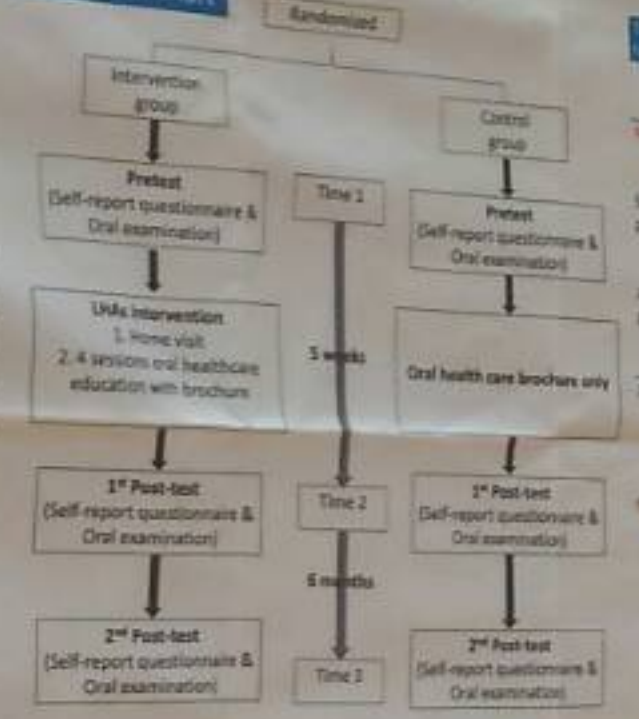 Randomized
Intervention
group
Control
group
Pretest
(Self-report questionnaire &
Oral examination)
Time 1
Pretest
(Self-report questionnaire &
Oral examination)
LHAs intervention
1. Home visit
2. 4 sessions oral healthcare
education with brochure
5 weeks
Oral health care brochure only
1st Post-test
(Self-report questionnaire &
Oral examination)
Time 2
1st Post-test
(Self-report questionnaire &
Oral examination)
6 months
2nd Post-test
(Self-report questionnaire &
Oral examination)
Time 3
2nd Post-test
(Self-report questionnaire &
Oral examination)